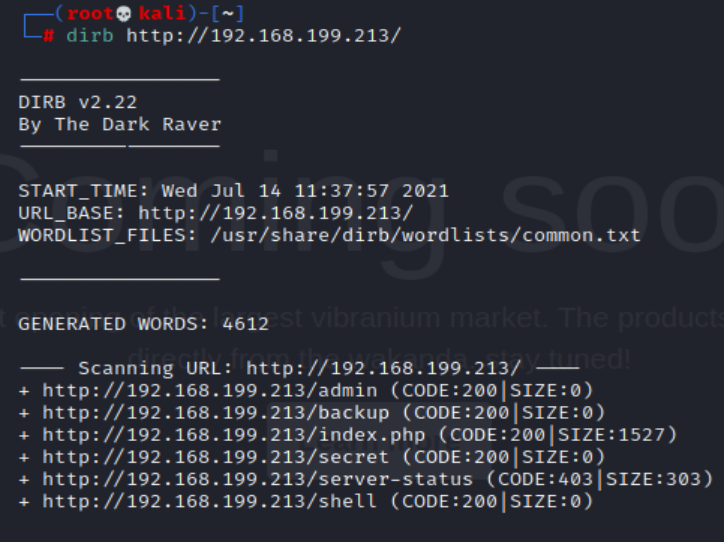 (root💀kali)-[~]
# dirb http://192.168.199.213/
DIRB v2.22
By The Dark Raver
START_TIME: Wed Jul 14 11:37:57 2021
URL_BASE: http://192.168.199.213/
WORDLIST_FILES: /usr/share/dirb/wordlists/common.txt
Coming soo
GENERATED WORDS: 4612
t opening of the largest vibranium market. The products
---- Scanning URL: http://192.168.199.213/ ----
directly from the wakanda. stay tuned!
+ http://192.168.199.213/admin (CODE:200|SIZE:0)
+ http://192.168.199.213/backup (CODE:200|SIZE:0)
+ http://192.168.199.213/index.php (CODE:200|SIZE:1527)
+ http://192.168.199.213/secret (CODE:200|SIZE:0)
+ http://192.168.199.213/server-status (CODE:403|SIZE:303)
+ http://192.168.199.213/shell (CODE:200|SIZE:0)